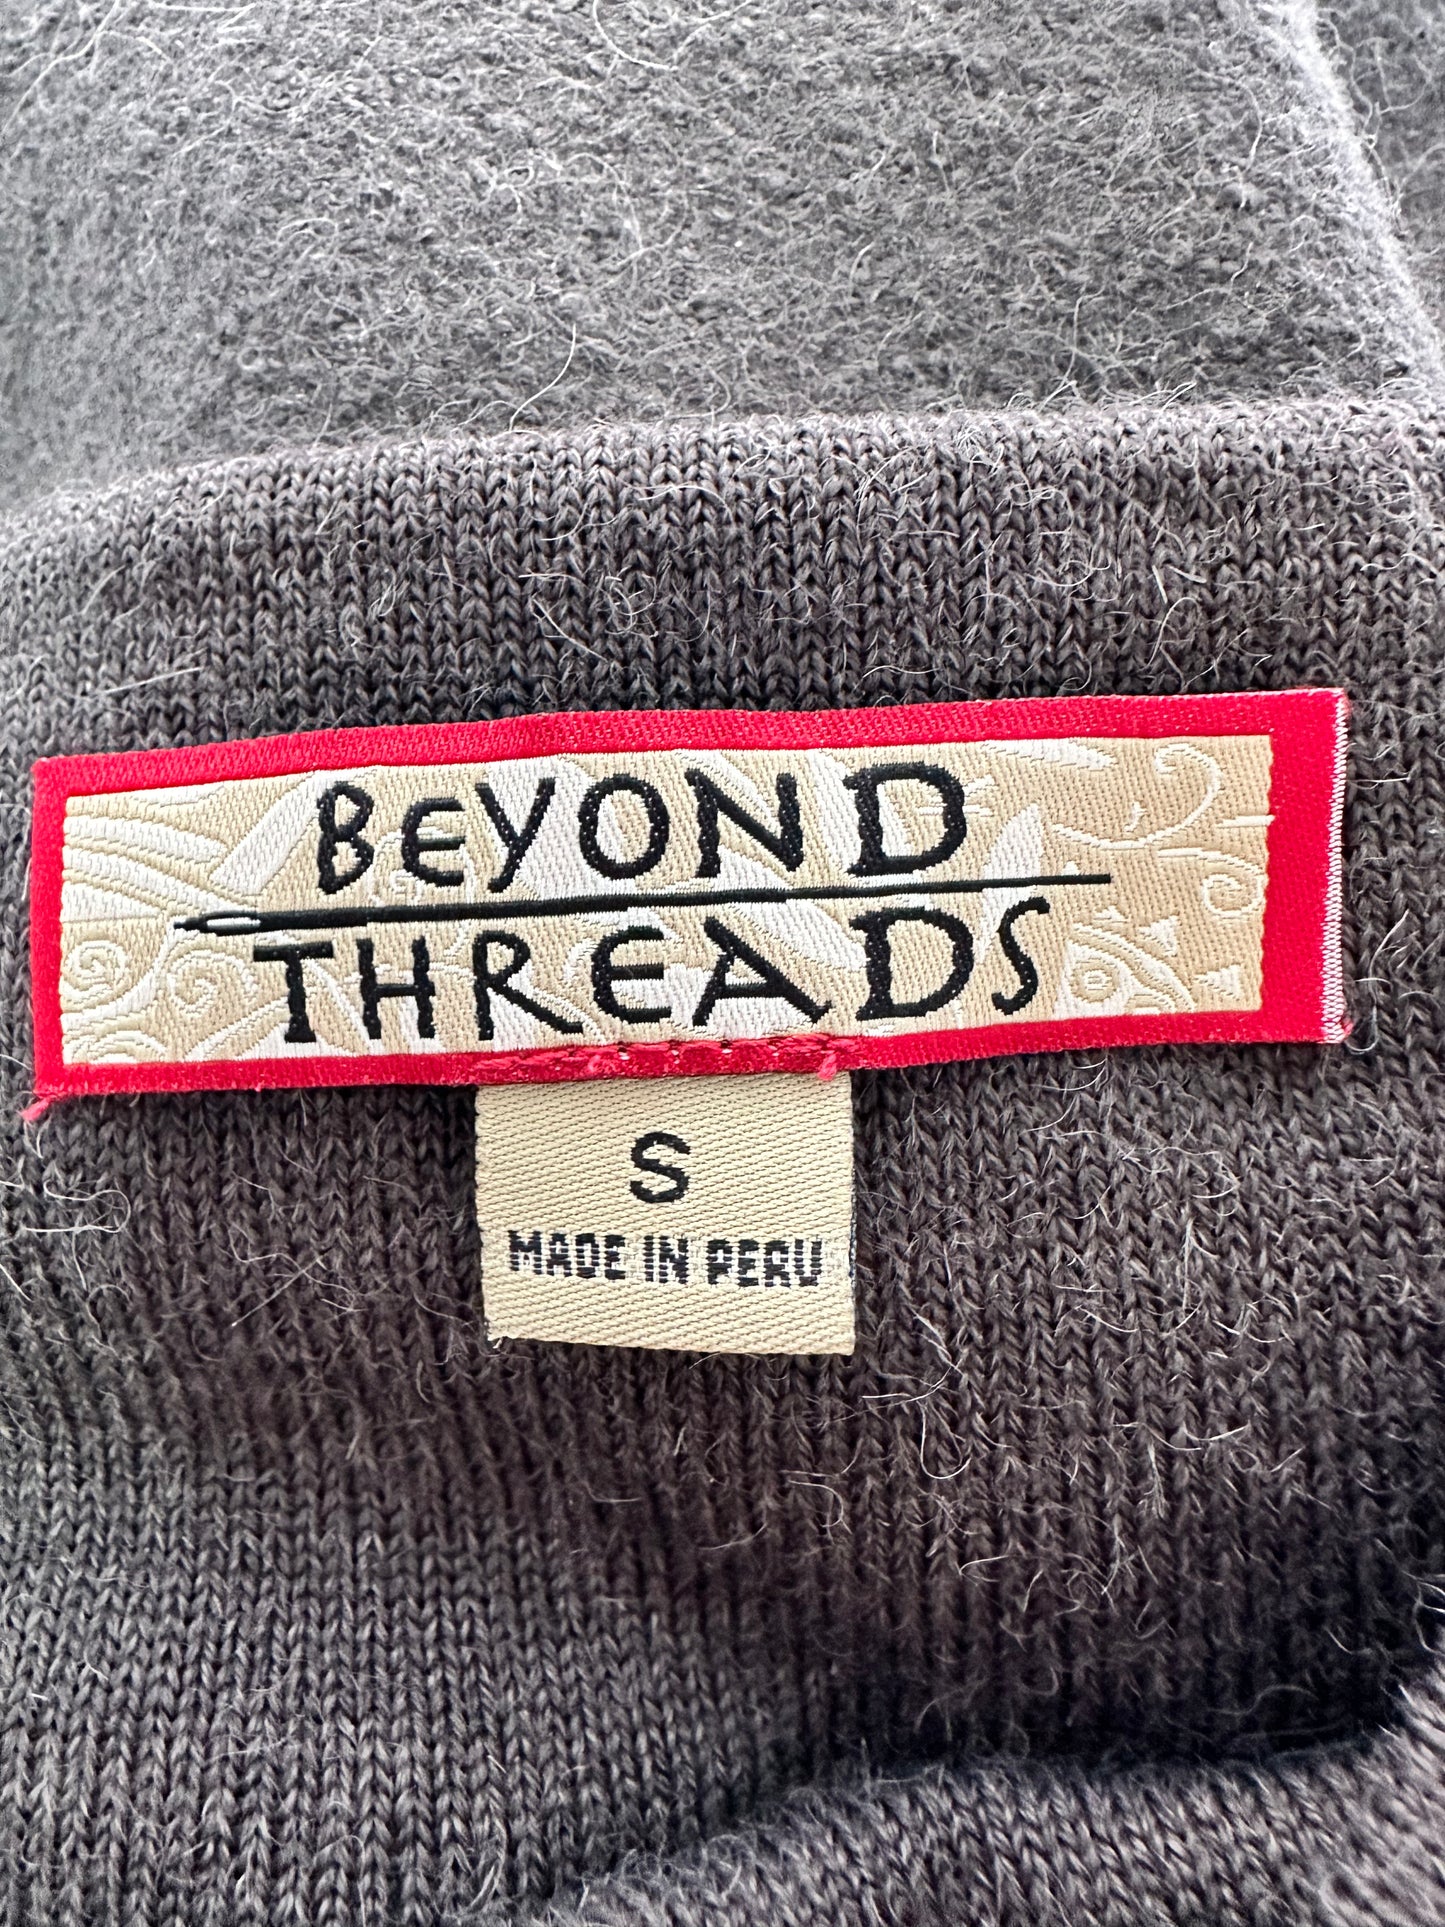 BEYOND
THREADS
S
MADE IN PERU